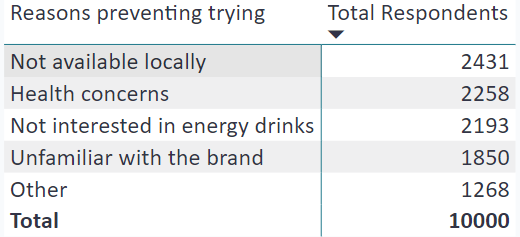 Reasons preventing trying Total Respondents
Not available locally 2431
Health concerns 2258
Not interested in energy drinks 2193
Unfamiliar with the brand 1850
Other 1268
Total 10000